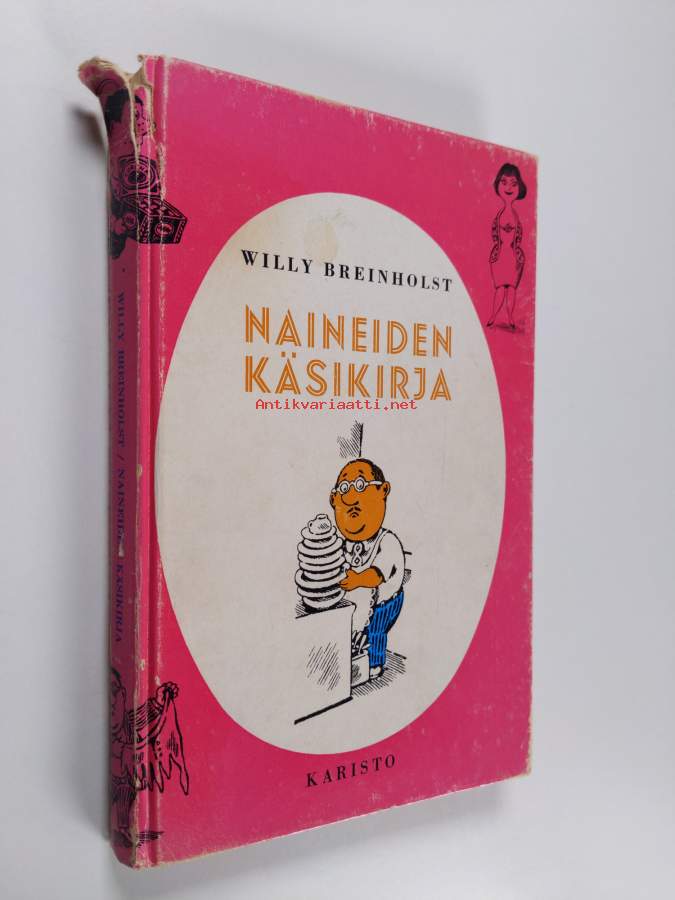 WILLY BREINHOLST
NAINEIDEN
KÄSIKIRJA
Antikvariaatti.net
KARISTO
WILLY BREINHOLST / NAINEIDEN KÄSIKIRJA